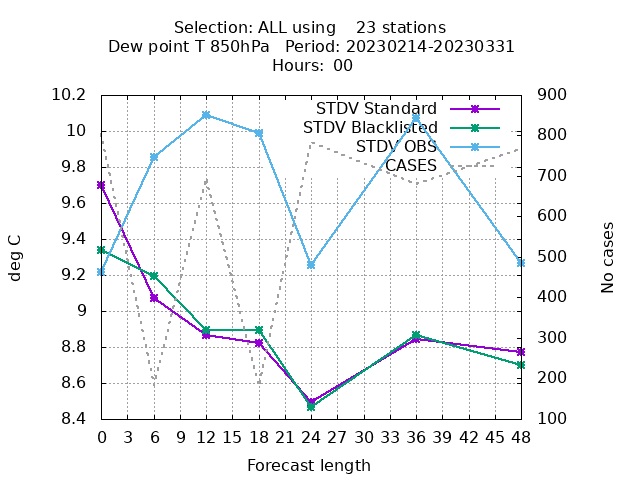 Selection: ALL using    23 stations
Dew point T 850hPa   Period: 20230214-20230331
Hours:  00
STDV Standard
STDV Blacklisted
STDV OBS
CASES
10.2
10
9.8
9.6
9.4
9.2
9
8.8
8.6
8.4
deg C
900
800
700
600
500
400
300
200
100
No cases
0 3 6 9 12 15 18 21 24 27 30 33 36 39 42 45 48
Forecast length